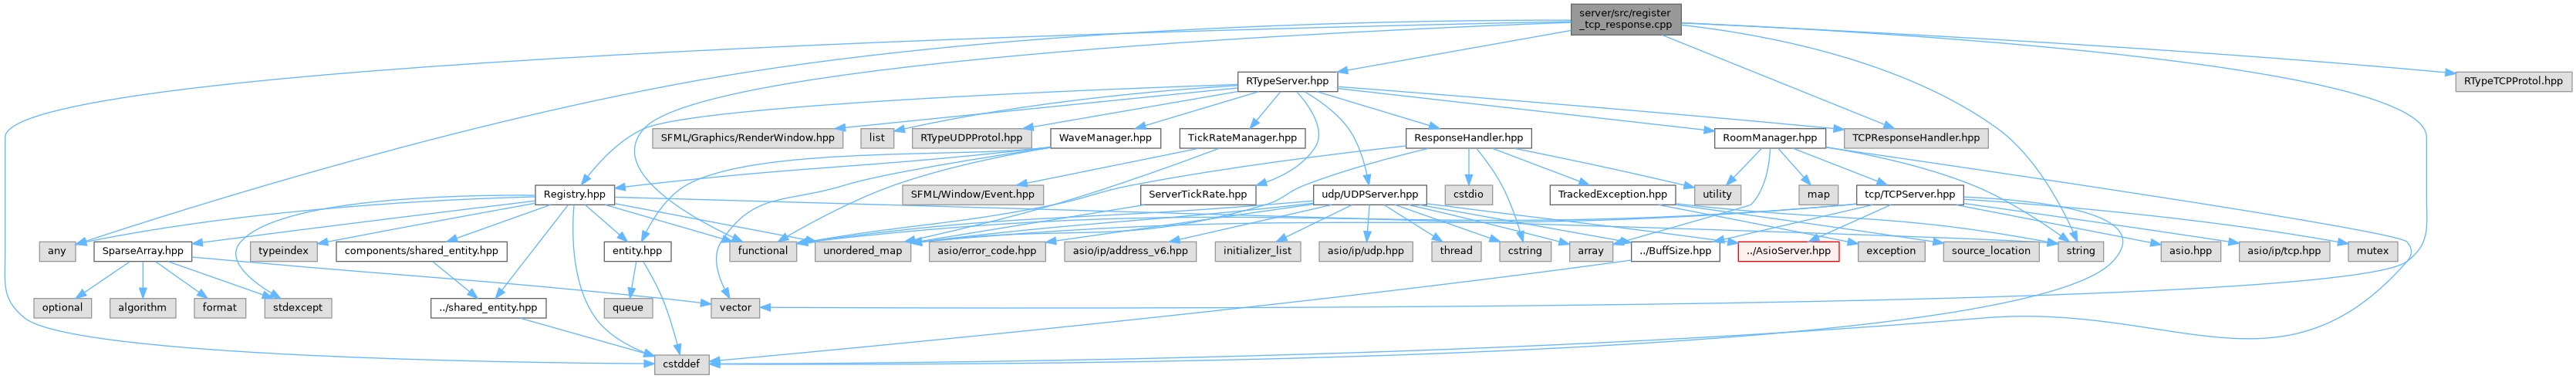 server/src/register
_tcp_response.cpp
RTypeServer.hpp
RTypeTCPProtol.hpp
SFML/Graphics/RenderWindow.hpp
list
RTypeUDPProtol.hpp
WaveManager.hpp
TickRateManager.hpp
ResponseHandler.hpp
RoomManager.hpp
TCPResponseHandler.hpp
Registry.hpp
SFML/Window/Event.hpp
ServerTickRate.hpp
udp/UDPServer.hpp
cstdio
TrackedException.hpp
utility
map
tcp/TCPServer.hpp
any
SparseArray.hpp
typeindex
components/shared_entity.hpp
entity.hpp
functional
unordered_map
asio/error_code.hpp
asio/ip/address_v6.hpp
initializer_list
asio/ip/udp.hpp
thread
cstring
array
../BuffSize.hpp
../AsioServer.hpp
exception
source_location
string
asio.hpp
asio/ip/tcp.hpp
mutex
optional
algorithm
format
stdexcept
../shared_entity.hpp
queue
vector
cstddef